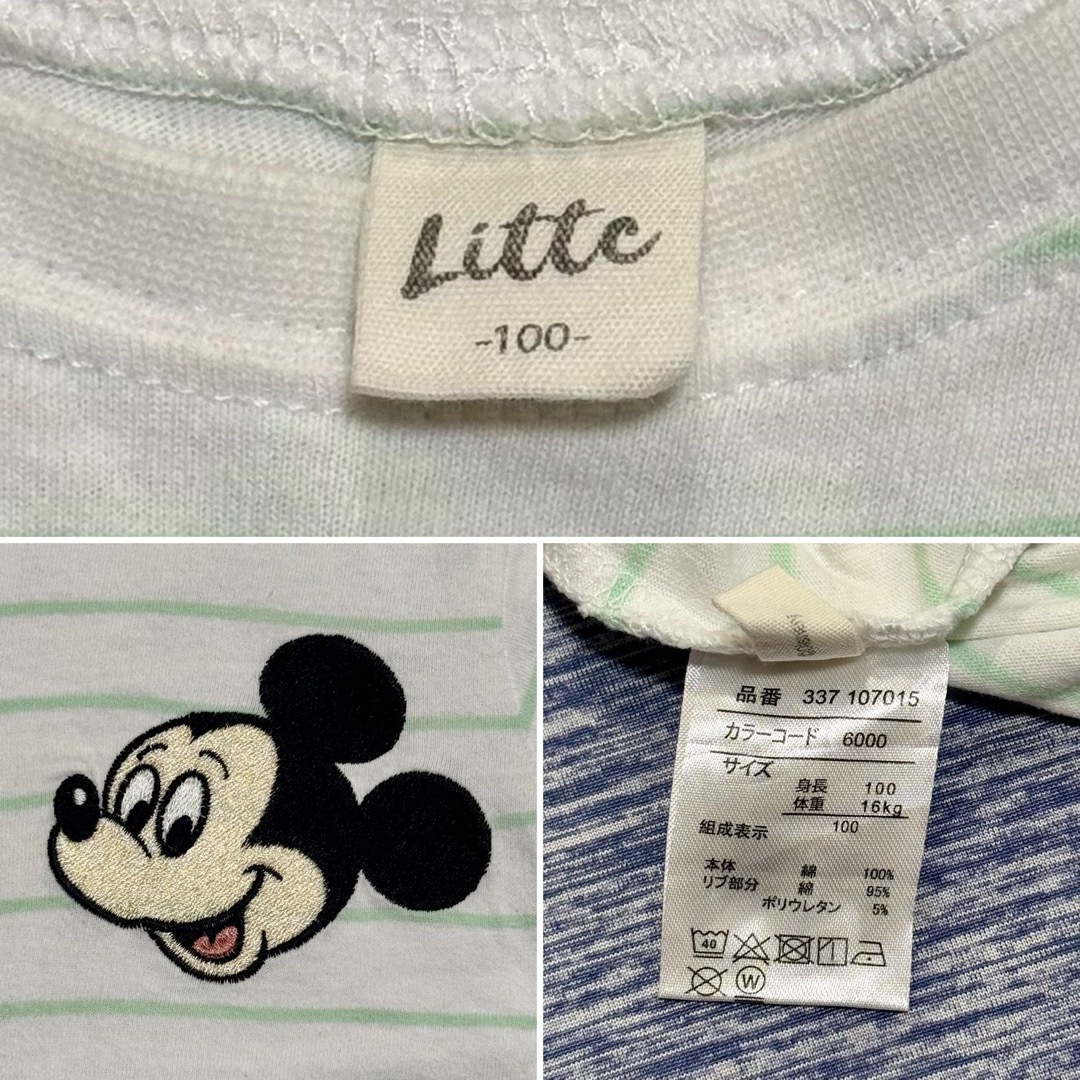 Littc
-100-
品番 337 107015
カラーコード 6000
サイズ
身長 100
体重 16kg
100
組成表示
本体 綿 100%
リブ部分 綿 95%
ポリウレタン 5%
40
W